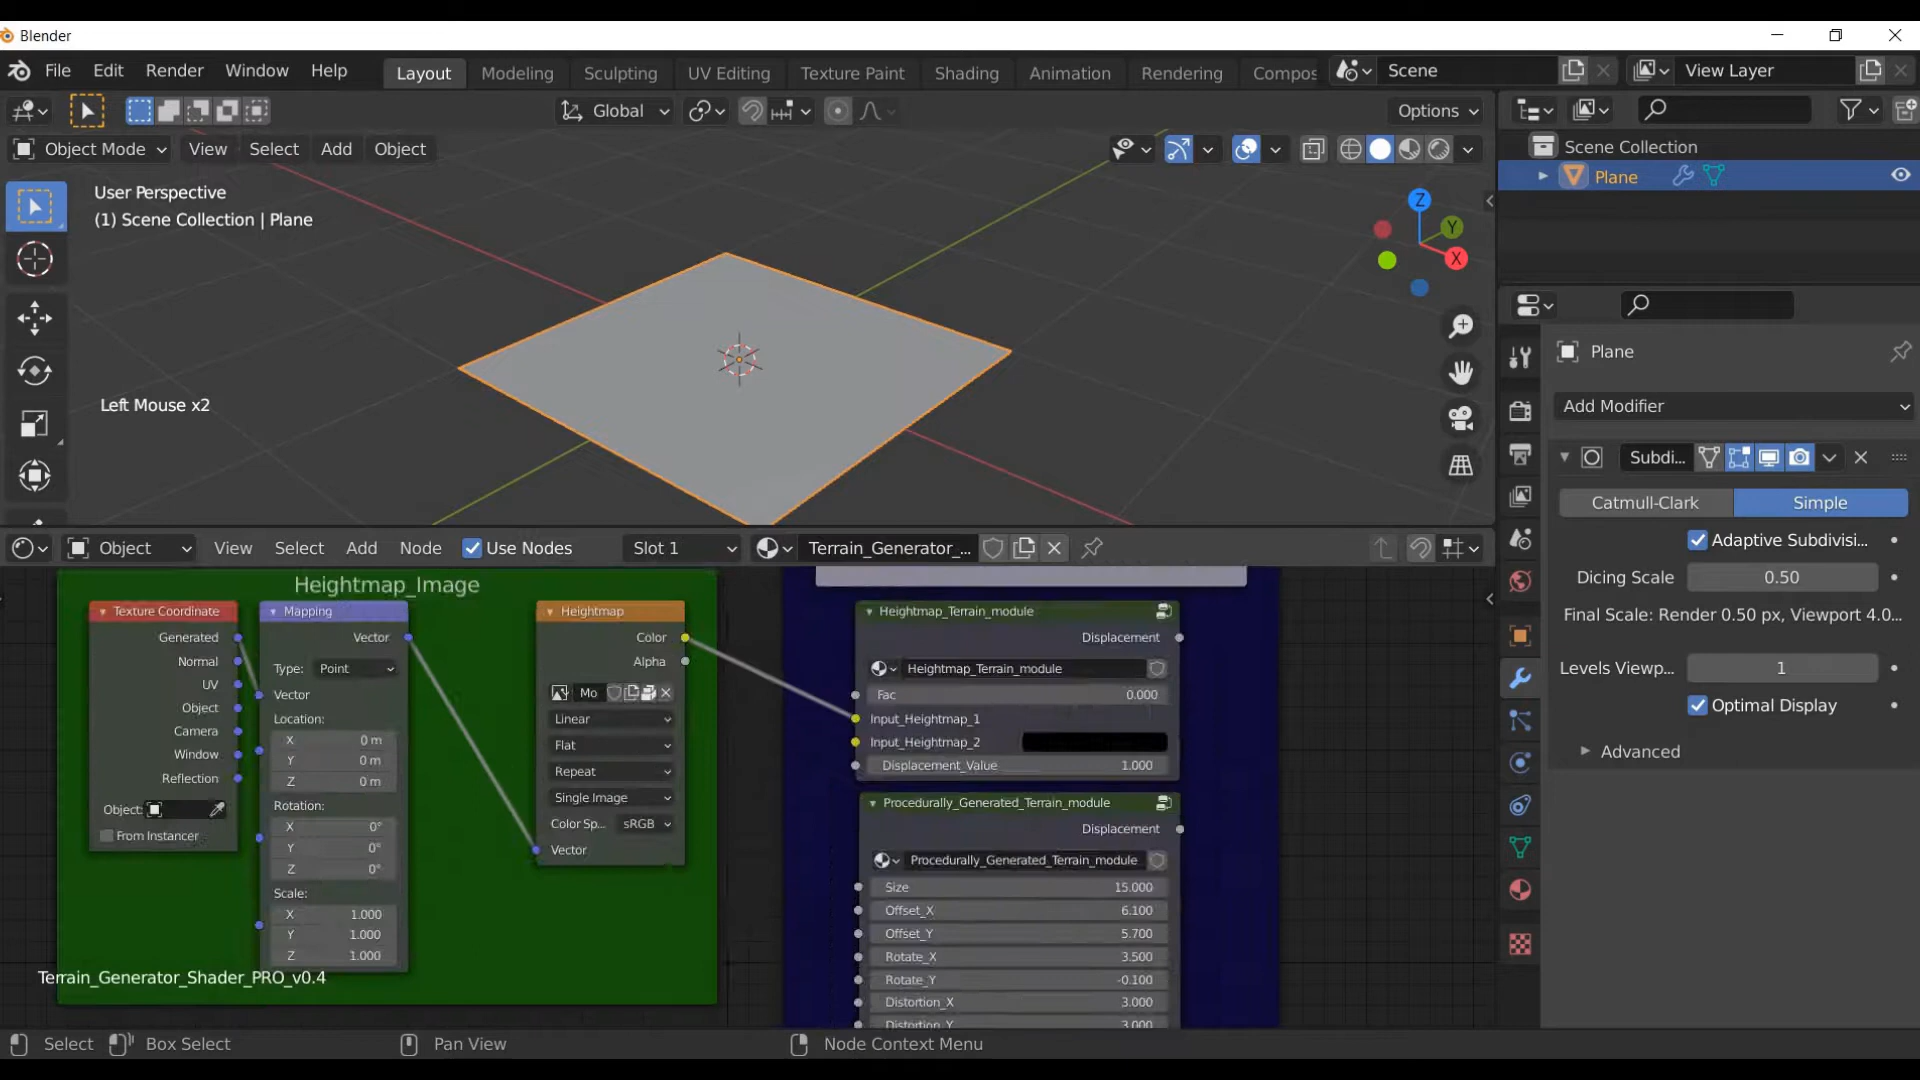 Blender
File Edit Render Window Help
Layout Modeling Sculpting UV Editing Texture Paint Shading Animation Rendering Compos
Scene
View Layer
Global
Options
Object Mode View Select Add Object
User Perspective
(1) Scene Collection | Plane
Left Mouse x2
Z
Y
X
Scene Collection
Plane
Plane
Add Modifier
Subdi...
Catmull-Clark Simple
Adaptive Subdivisi...
Dicing Scale 0.50
Final Scale: Render 0.50 px, Viewport 4.0...
Levels Viewp... 1
Optimal Display
Advanced
Object View Select Add Node Use Nodes Slot 1 Terrain_Generator_...
Heightmap_Image
Texture Coordinate
Generated
Normal
UV
Object
Camera
Window
Reflection
Object:
From Instancer
Mapping
Vector
Type: Point
Vector
Location:
X 0 m
Y 0 m
Z 0 m
Rotation:
X 0°
Y 0°
Z 0°
Scale:
X 1.000
Y 1.000
Z 1.000
Heightmap
Color
Alpha
Mo
Linear
Flat
Repeat
Single Image
Color Sp... sRGB
Vector
Heightmap_Terrain_module
Displacement
Heightmap_Terrain_module
Fac 0.000
Input_Heightmap_1
Input_Heightmap_2
Displacement_Value 1.000
Procedurally_Generated_Terrain_module
Displacement
Procedurally_Generated_Terrain_module
Size 15.000
Offset_X 6.100
Offset_Y 5.700
Rotate_X 3.500
Rotate_Y -0.100
Distortion_X 3.000
Distortion_Y 3.000
Terrain_Generator_Shader_PRO_v0.4
Select Box Select Pan View Node Context Menu